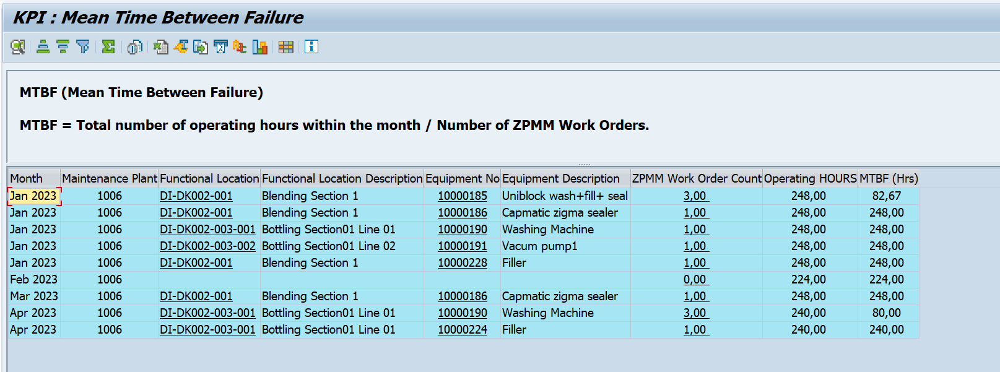 KPI : Mean Time Between Failure
MTBF (Mean Time Between Failure)
MTBF = Total number of operating hours within the month / Number of ZPMM Work Orders.
Month Maintenance Plant Functional Location Functional Location Description Equipment No Equipment Description ZPMM Work Order Count Operating HOURS MTBF (Hrs)
Jan 2023 1006 DI-DK002-001 Blending Section 1 10000185 Uniblock wash+fill+ seal 3,00 248,00 82,67
Jan 2023 1006 DI-DK002-001 Blending Section 1 10000186 Capmatic zigma sealer 1,00 248,00 248,00
Jan 2023 1006 DI-DK002-003-001 Bottling Section01 Line 01 10000190 Washing Machine 1,00 248,00 248,00
Jan 2023 1006 DI-DK002-003-002 Bottling Section01 Line 02 10000191 Vacum pump1 1,00 248,00 248,00
Jan 2023 1006 DI-DK002-001 Blending Section 1 10000228 Filler 1,00 248,00 248,00
Feb 2023 1006 0,00 224,00 224,00
Mar 2023 1006 DI-DK002-001 Blending Section 1 10000186 Capmatic zigma sealer 1,00 248,00 248,00
Apr 2023 1006 DI-DK002-003-001 Bottling Section01 Line 01 10000190 Washing Machine 3,00 240,00 80,00
Apr 2023 1006 DI-DK002-003-001 Bottling Section01 Line 01 10000224 Filler 1,00 240,00 240,00